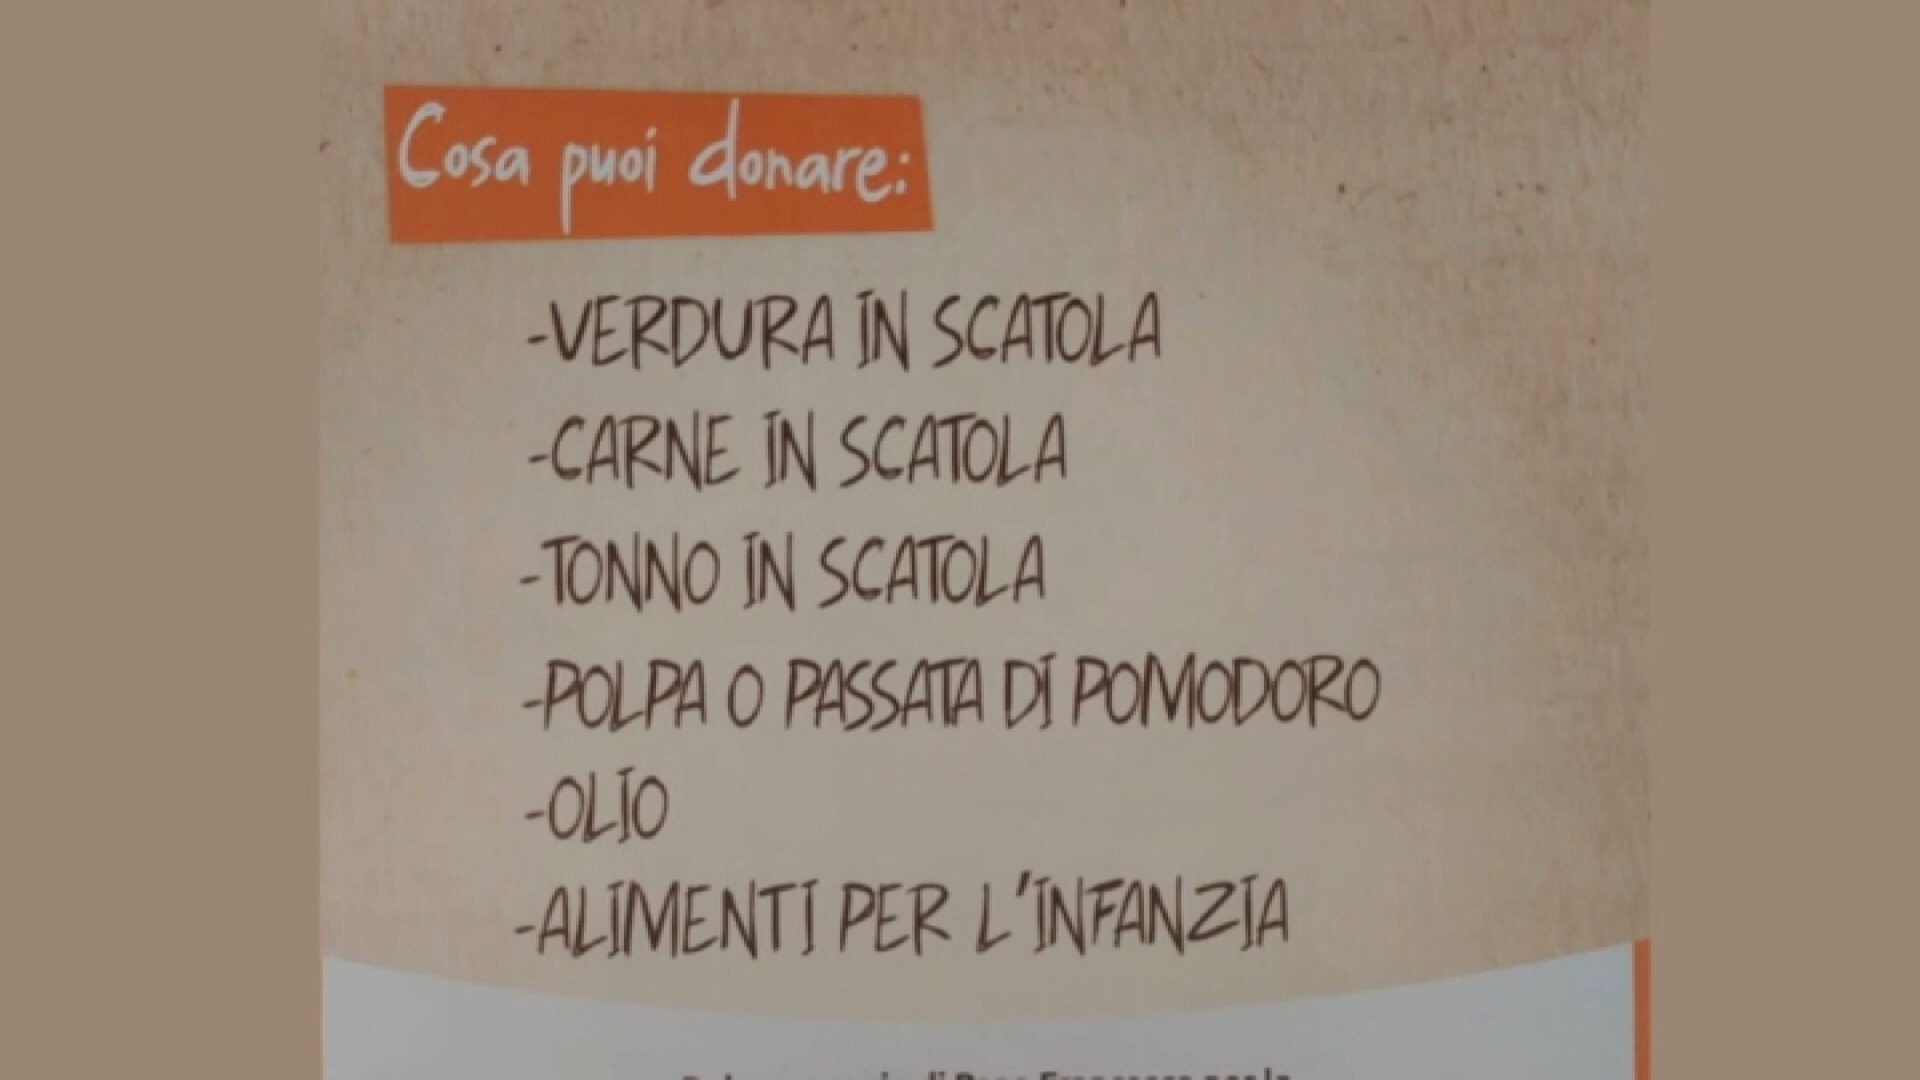 Cosa puoi donare:
-VERDURA IN SCATOLA
-CARNE IN SCATOLA
-TONNO IN SCATOLA
-POLPA O PASSATA DI POMODORO
-OLIO
-ALIMENTI PER L'INFANZIA